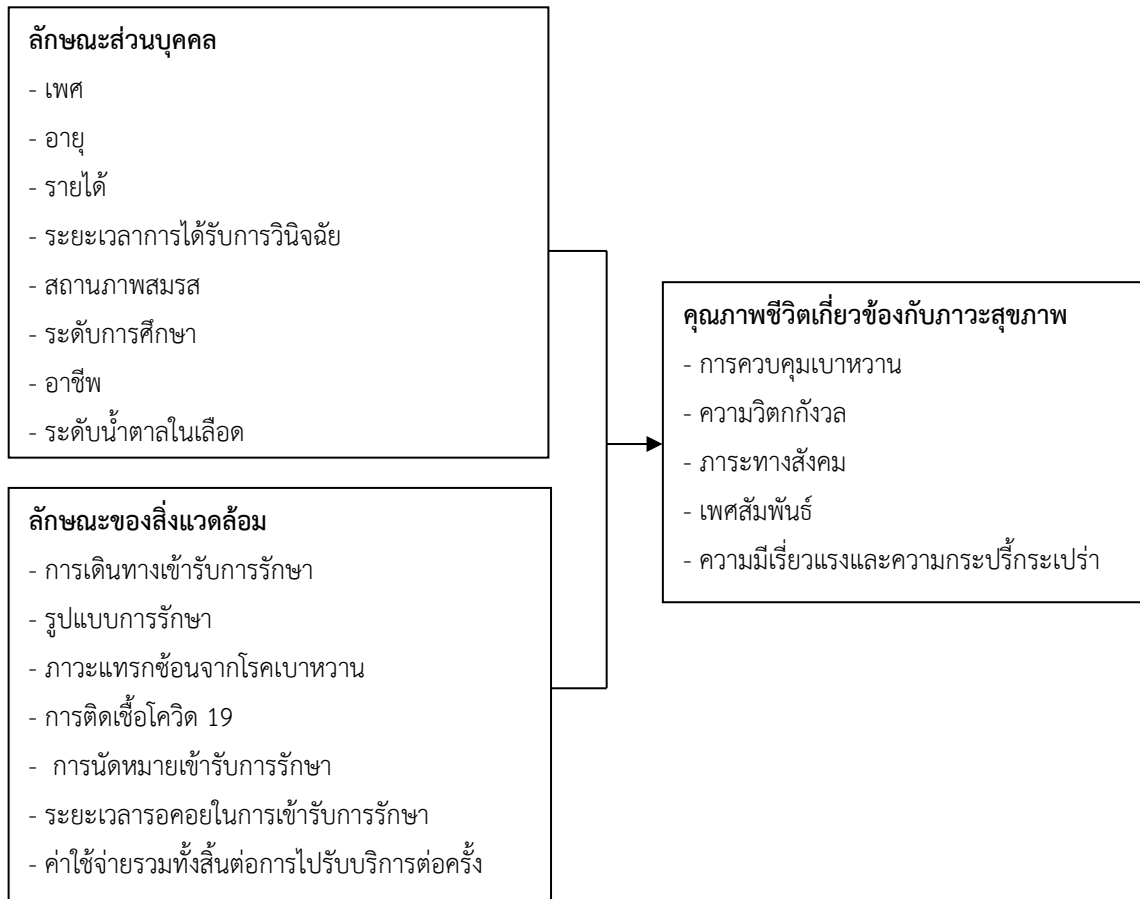 ลักษณะส่วนบุคคล
- เพศ
- อายุ
- รายได้
- ระยะเวลาการได้รับการวินิจฉัย
- สถานภาพสมรส
- ระดับการศึกษา
- อาชีพ
- ระดับน้ำตาลในเลือด
ลักษณะของสิ่งแวดล้อม
- การเดินทางเข้ารับการรักษา
- รูปแบบการรักษา
- ภาวะแทรกซ้อนจากโรคเบาหวาน
- การติดเชื้อโควิด 19
- การนัดหมายเข้ารับการรักษา
- ระยะเวลารอคอยในการเข้ารับการรักษา
- ค่าใช้จ่ายรวมทั้งสิ้นต่อการไปรับบริการต่อครั้ง
คุณภาพชีวิตเกี่ยวข้องกับภาวะสุขภาพ
- การควบคุมเบาหวาน
- ความวิตกกังวล
- ภาระทางสังคม
- เพศสัมพันธ์
- ความมีเรี่ยวแรงและความกระปรี้กระเปร่า